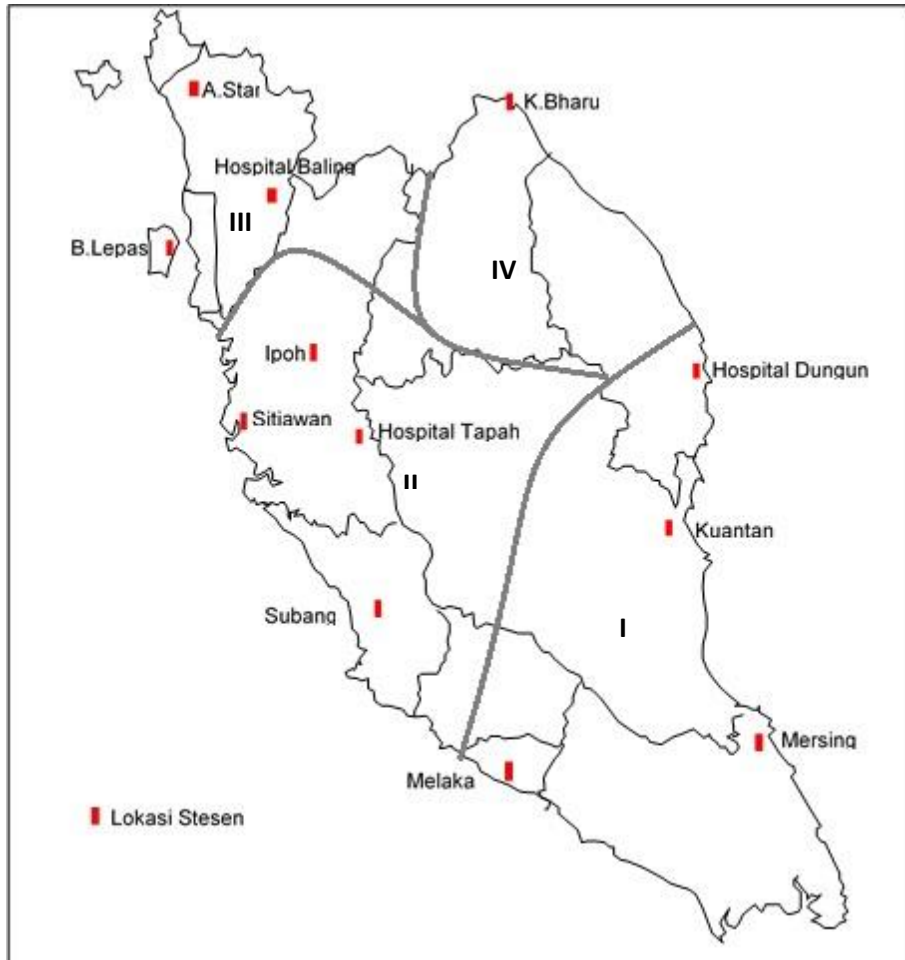 A.Star
K.Bharu
Hospital Baling
III
B.Lepas
IV
Ipoh
Hospital Dungun
Sitiawan
Hospital Tapah
II
Kuantan
Subang
I
Mersing
Melaka
Lokasi Stesen